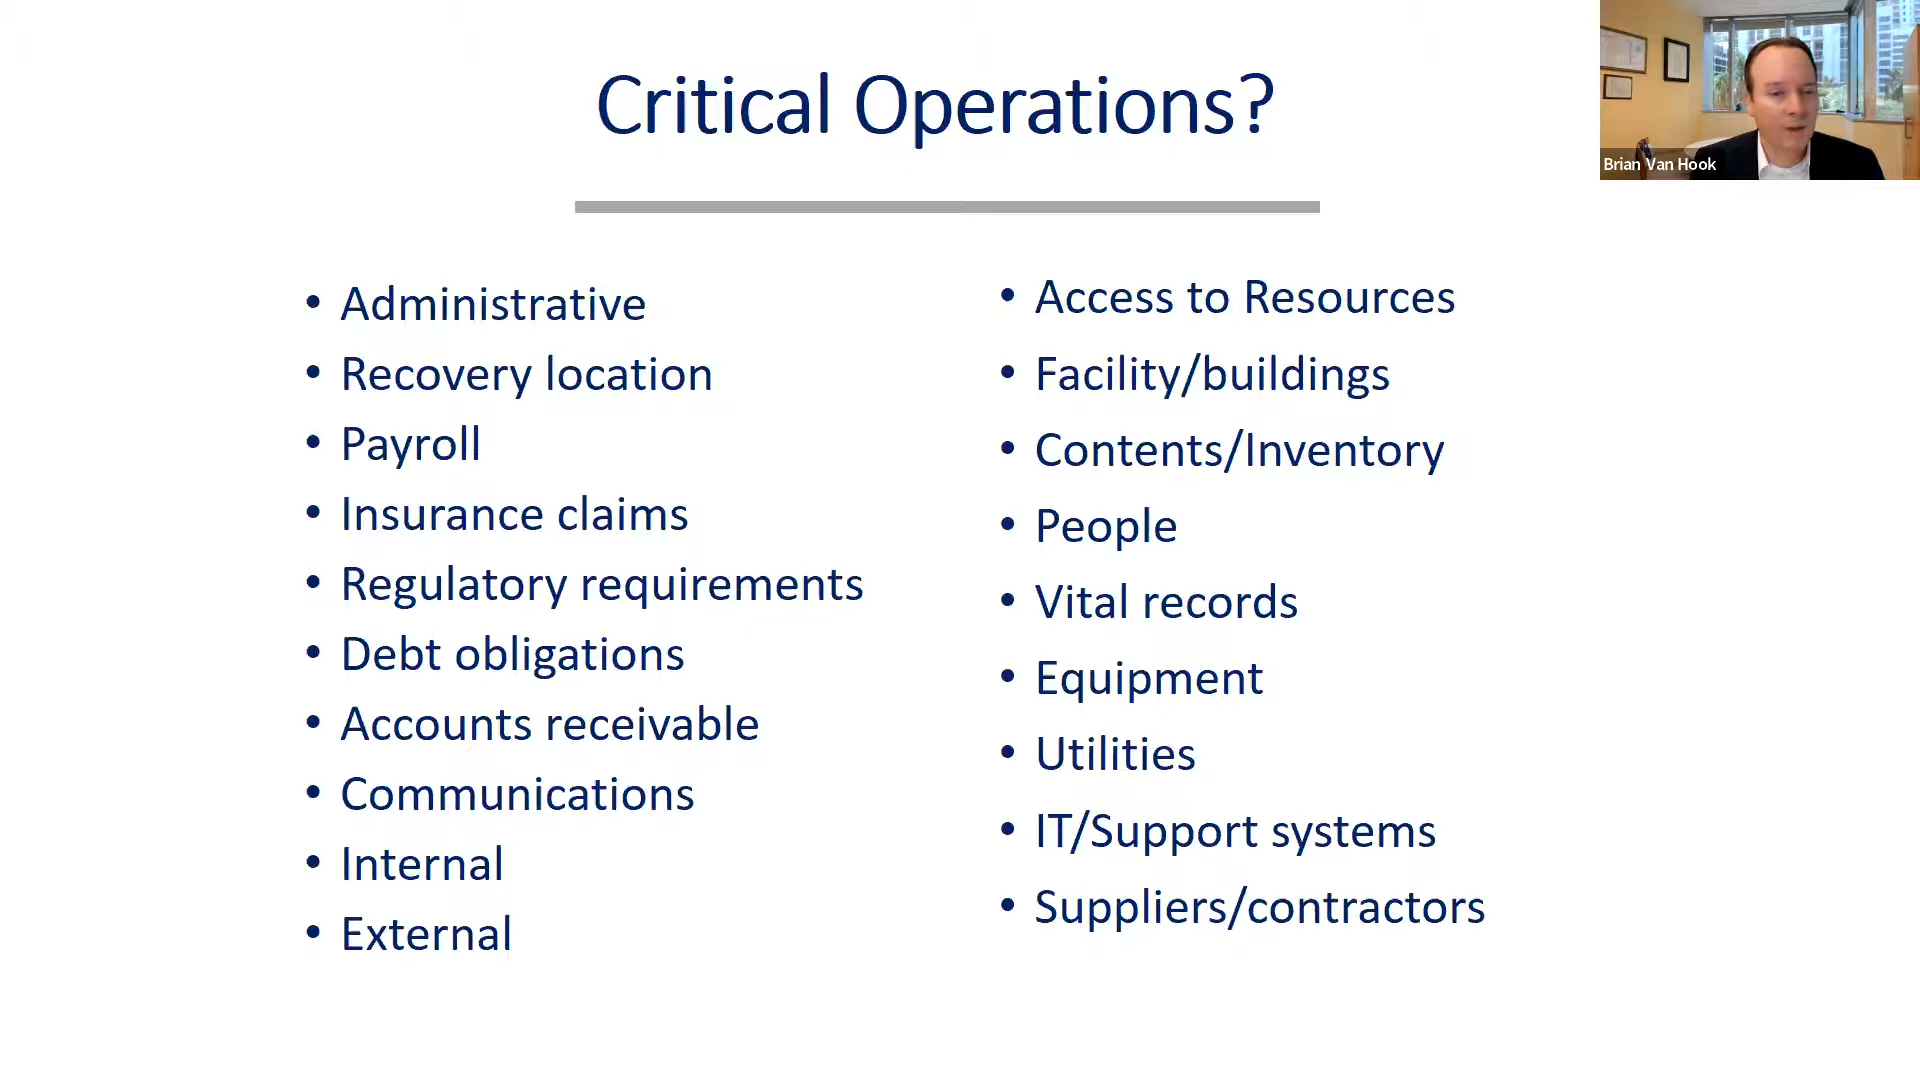 Critical Operations?
Brian Van Hook
• Administrative
• Recovery location
• Payroll
• Insurance claims
• Regulatory requirements
• Debt obligations
• Accounts receivable
• Communications
• Internal
• External
• Access to Resources
• Facility/buildings
• Contents/Inventory
• People
• Vital records
• Equipment
• Utilities
• IT/Support systems
• Suppliers/contractors